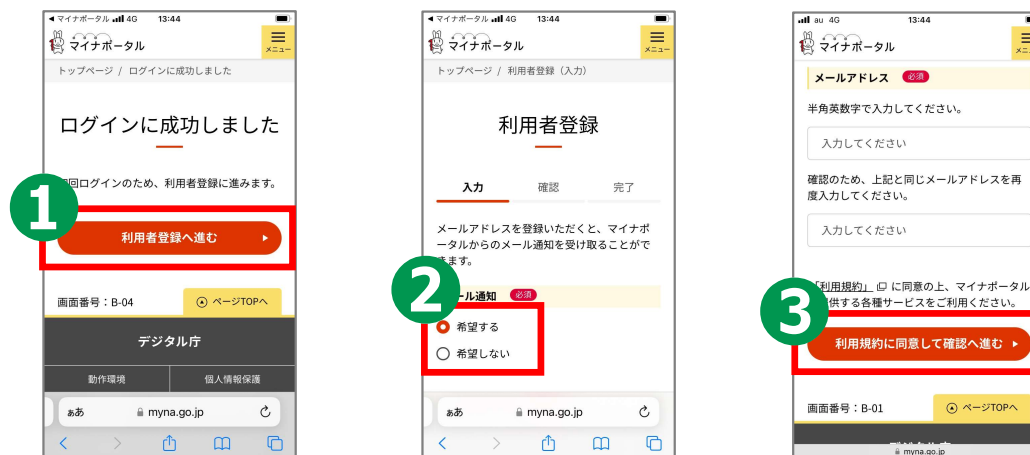 ◀ マイナポータル 4G 13:44
マイナポータル
メニュー
トップページ / ログインに成功しました
ログインに成功しました
回ログインのため、利用者登録に進みます。
1
利用者登録へ進む
画面番号：B-04
ページTOPへ
デジタル庁
動作環境
個人情報保護
ぁあ
myna.go.jp
◀ マイナポータル 4G 13:44
マイナポータル
メニュー
トップページ / 利用者登録（入力）
利用者登録
入力 確認 完了
メールアドレスを登録いただくと、マイナポ
ータルからのメール通知を受け取ることがで
きます。
2
ール通知 必須
希望する
希望しない
ぁあ
myna.go.jp
au 4G 13:44
マイナポータル
メニ
メールアドレス 必須
半角英数字で入力してください。
入力してください
確認のため、上記と同じメールアドレスを再
度入力してください。
入力してください
「利用規約」 に同意の上、マイナポータル
供する各種サービスをご利用ください。
3
利用規約に同意して確認へ進む
画面番号：B-01
ページTOPへ
myna.go.jp